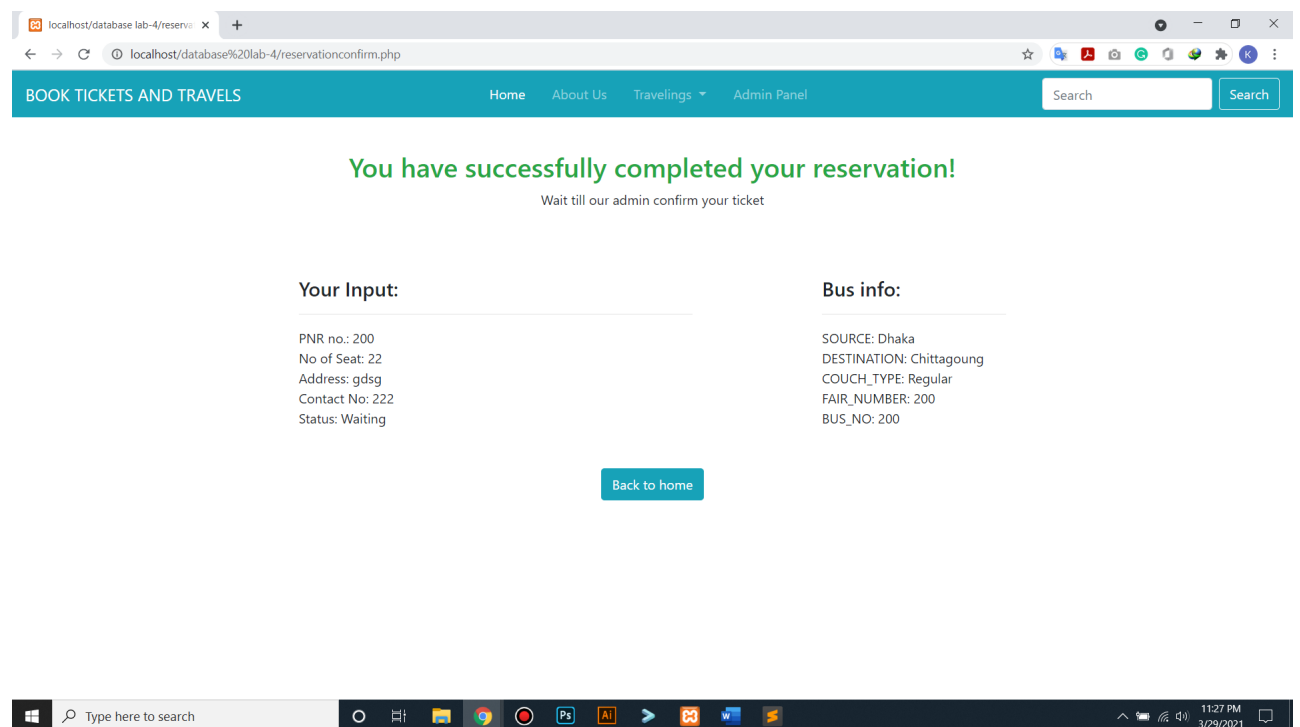 localhost/database lab-4/reserva
localhost/database%20lab-4/reservationconfirm.php
K
BOOK TICKETS AND TRAVELS
Home About Us Travelings Admin Panel
Search Search
You have successfully completed your reservation!
Wait till our admin confirm your ticket
Your Input:
PNR no.: 200
No of Seat: 22
Address: gdsg
Contact No: 222
Status: Waiting
Bus info:
SOURCE: Dhaka
DESTINATION: Chittagoung
COUCH_TYPE: Regular
FAIR_NUMBER: 200
BUS_NO: 200
Back to home
Type here to search
Ps Ai W
11:27 PM
3/29/2021